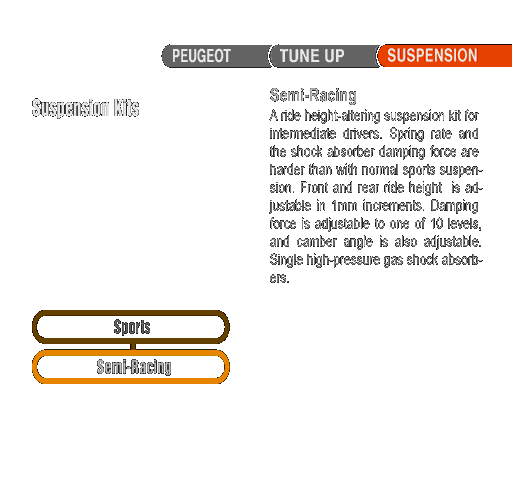 PEUGEOT TUNE UP SUSPENSION
Suspension Kits
Semi-Racing
A ride height-altering suspension kit for
intermediate drivers. Spring rate and
the shock absorber damping force are
harder than with normal sports suspen-
sion. Front and rear ride height is ad-
justable in 1mm increments. Damping
force is adjustable to one of 10 levels,
and camber angle is also adjustable.
Single high-pressure gas shock absorb-
ers.
Sports
Semi-Racing